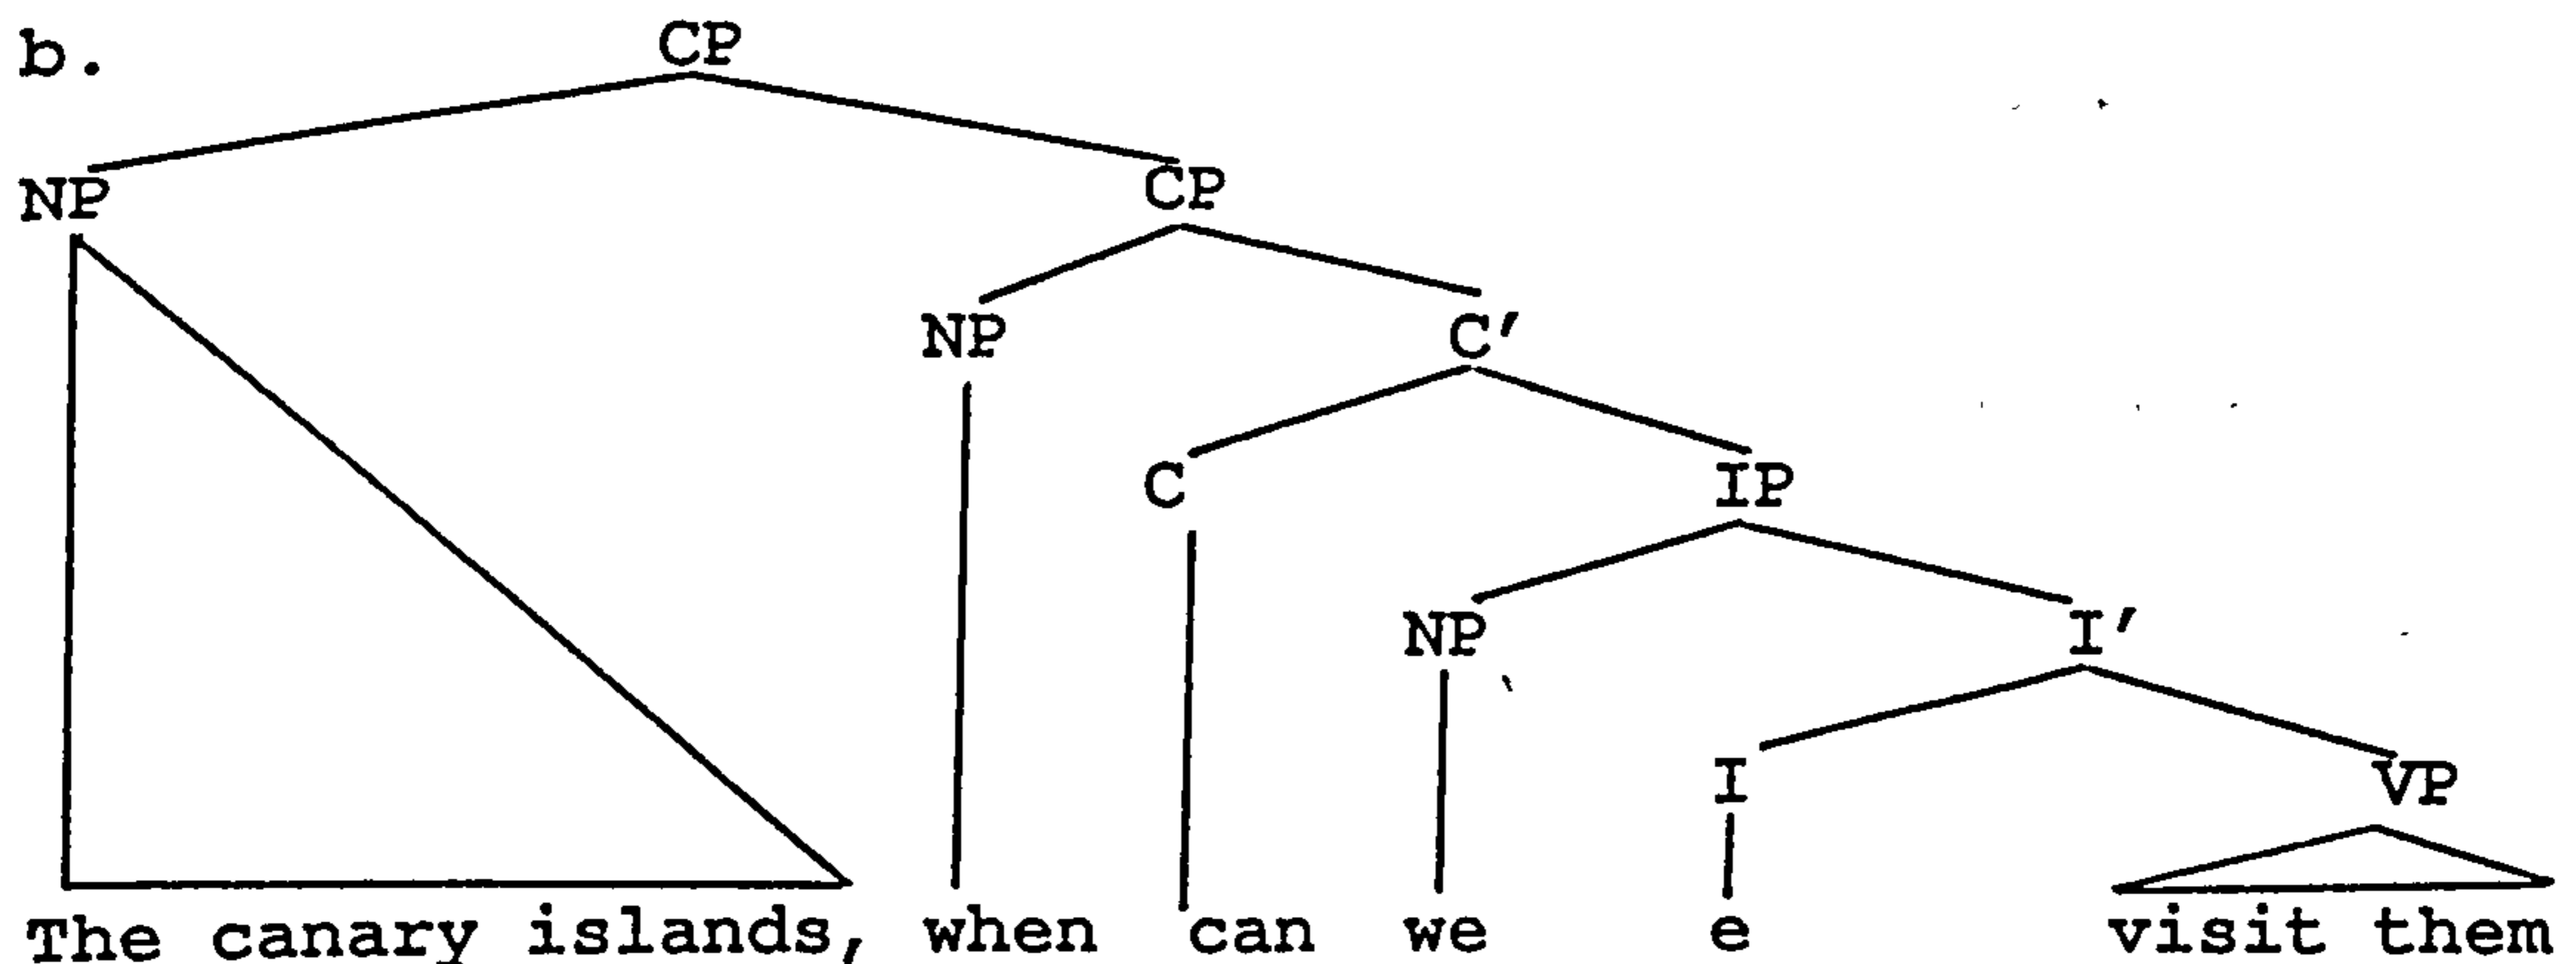 b.
CP
NP CP
NP C'
C IP
NP I'
I VP
The canary islands, when can we e visit them